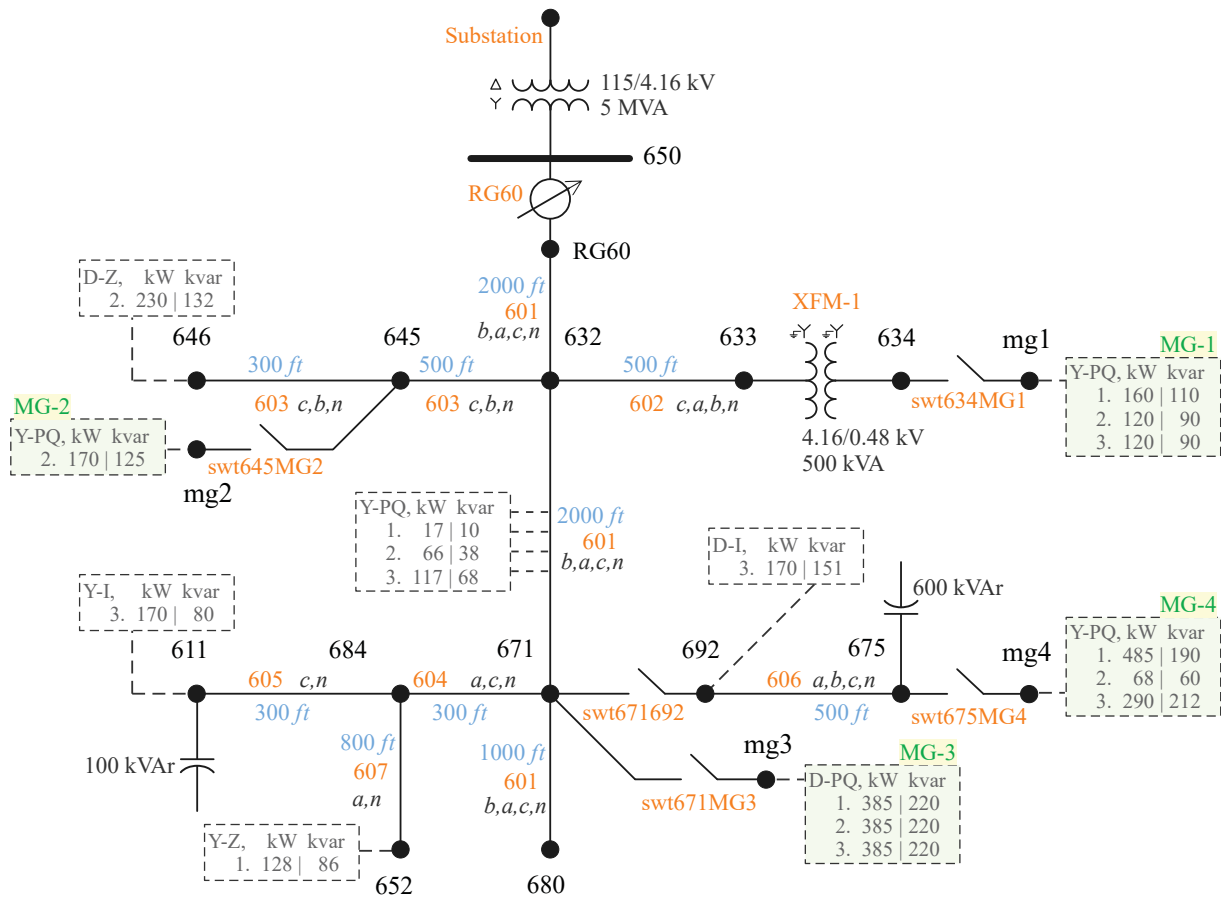 Substation
Δ
Y
115/4.16 kV
5 MVA
650
RG60
RG60
D-Z, kW kvar
2. 230 | 132
2000 ft
601
b,a,c,n
XFM-1
Y
Y
646
645
632
633
634
mg1
MG-1
300 ft
500 ft
500 ft
603 c,b,n
603 c,b,n
602 c,a,b,n
swt634MG1
Y-PQ, kW kvar
1. 160 | 110
2. 120 | 90
3. 120 | 90
MG-2
Y-PQ, kW kvar
2. 170 | 125
swt645MG2
mg2
4.16/0.48 kV
500 kVA
Y-PQ, kW kvar
1. 17 | 10
2. 66 | 38
3. 117 | 68
2000 ft
601
b,a,c,n
D-I, kW kvar
3. 170 | 151
Y-I, kW kvar
3. 170 | 80
600 kVAr
MG-4
Y-PQ, kW kvar
1. 485 | 190
2. 68 | 60
3. 290 | 212
611
684
671
692
675
mg4
605 c,n
604 a,c,n
606 a,b,c,n
300 ft
300 ft
swt671692
500 ft
swt675MG4
100 kVAr
800 ft
607
a,n
1000 ft
601
b,a,c,n
swt671MG3
mg3
MG-3
D-PQ, kW kvar
1. 385 | 220
2. 385 | 220
3. 385 | 220
Y-Z, kW kvar
1. 128 | 86
652
680